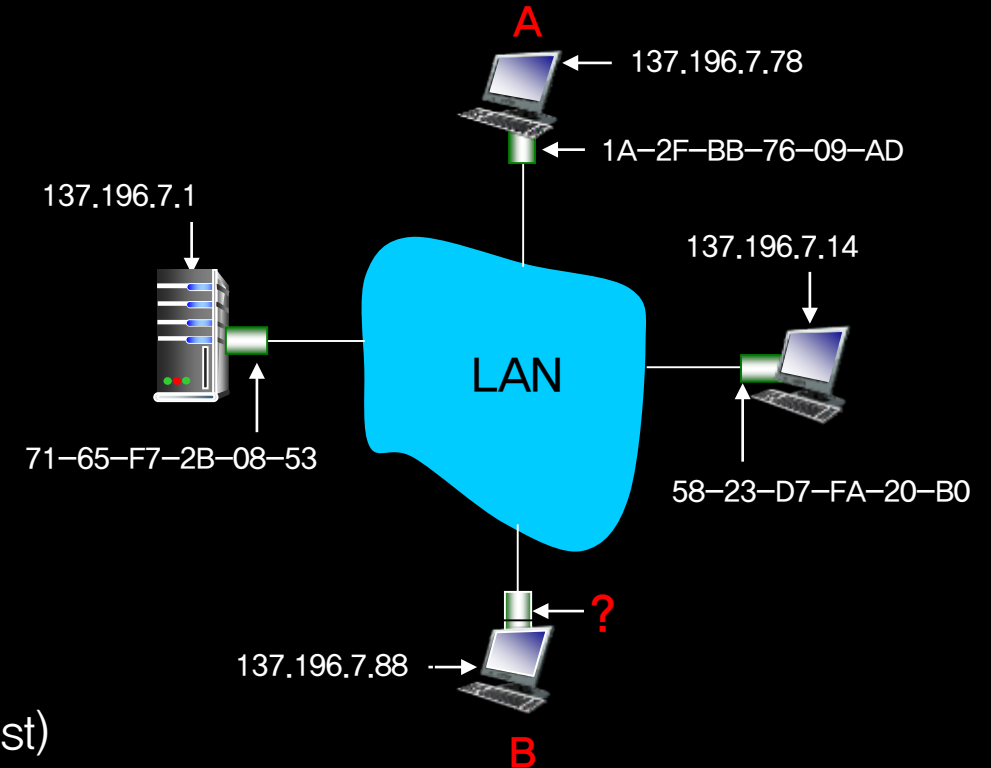 A
137.196.7.78
1A-2F-BB-76-09-AD
137.196.7.1
137.196.7.14
LAN
71-65-F7-2B-08-53
58-23-D7-FA-20-B0
?
137.196.7.88
st)
B